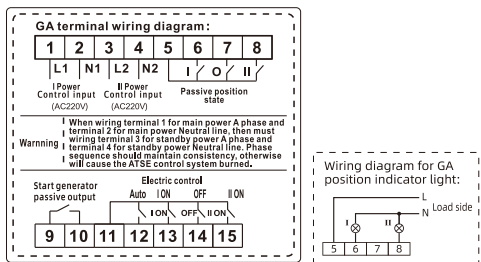 GA terminal wiring diagram:
1 2 3 4 5 6 7 8
L1 N1 L2 N2 I O II
I Power II Power
Control input Control input
(AC220V) (AC220V)
Passive position
state
Warnning
When wiring terminal 1 for main power A phase and
terminal 2 for main power Neutral line, then must
wiring terminal 3 for standby power A phase and
terminal 4 for standby power Neutral line. Phase
sequence should maintain consistency, otherwise
will cause the ATSE control system burned.
Start generator
passive output
Electric control
Auto I ON OFF II ON
I ON OFF II ON
9 10 11 12 13 14 15
Wiring diagram for GA
position indicator light:
L
N Load side
I II
5 6 7 8